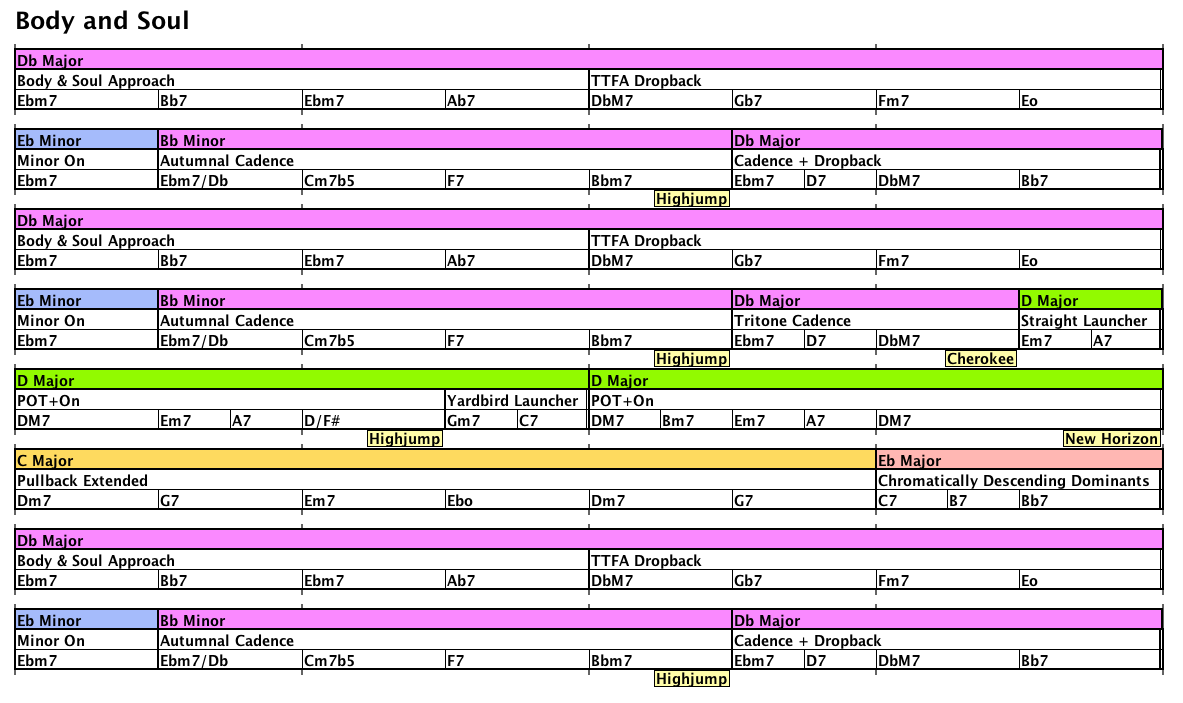 Body and Soul
Db Major
Body & Soul Approach TTFA Dropback
Ebm7 Bb7 Ebm7 Ab7 DbM7 Gb7 Fm7 Eo
Eb Minor Bb Minor Db Major
Minor On Autumnal Cadence Cadence + Dropback
Ebm7 Ebm7/Db Cm7b5 F7 Bbm7 Ebm7 D7 DbM7 Bb7
Highjump
Db Major
Body & Soul Approach TTFA Dropback
Ebm7 Bb7 Ebm7 Ab7 DbM7 Gb7 Fm7 Eo
Eb Minor Bb Minor Db Major D Major
Minor On Autumnal Cadence Tritone Cadence Straight Launcher
Ebm7 Ebm7/Db Cm7b5 F7 Bbm7 Ebm7 D7 DbM7 Em7 A7
Highjump Cherokee
D Major D Major
POT+On Yardbird Launcher POT+On
DM7 Em7 A7 D/F# Gm7 C7 DM7 Bm7 Em7 A7 DM7
Highjump New Horizon
C Major Eb Major
Pullback Extended Chromatically Descending Dominants
Dm7 G7 Em7 Ebo Dm7 G7 C7 B7 Bb7
Db Major
Body & Soul Approach TTFA Dropback
Ebm7 Bb7 Ebm7 Ab7 DbM7 Gb7 Fm7 Eo
Eb Minor Bb Minor Db Major
Minor On Autumnal Cadence Cadence + Dropback
Ebm7 Ebm7/Db Cm7b5 F7 Bbm7 Ebm7 D7 DbM7 Bb7
Highjump